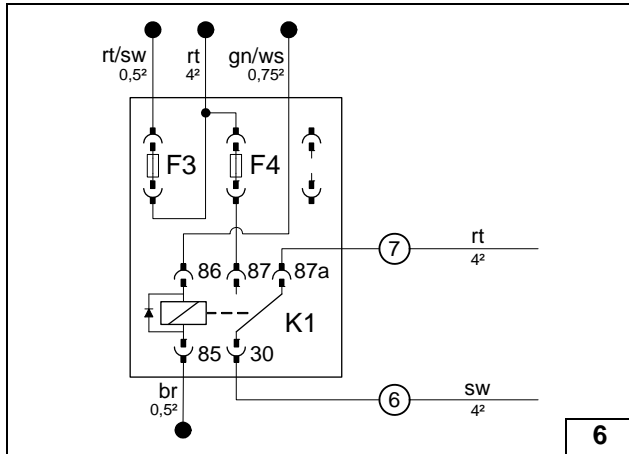 rt/sw rt gn/ws
0,5² 4² 0,75²
F3 F4
7 rt
4²
86 87 87a
K1
85 30
br
0,5²
6 sw
4²
6